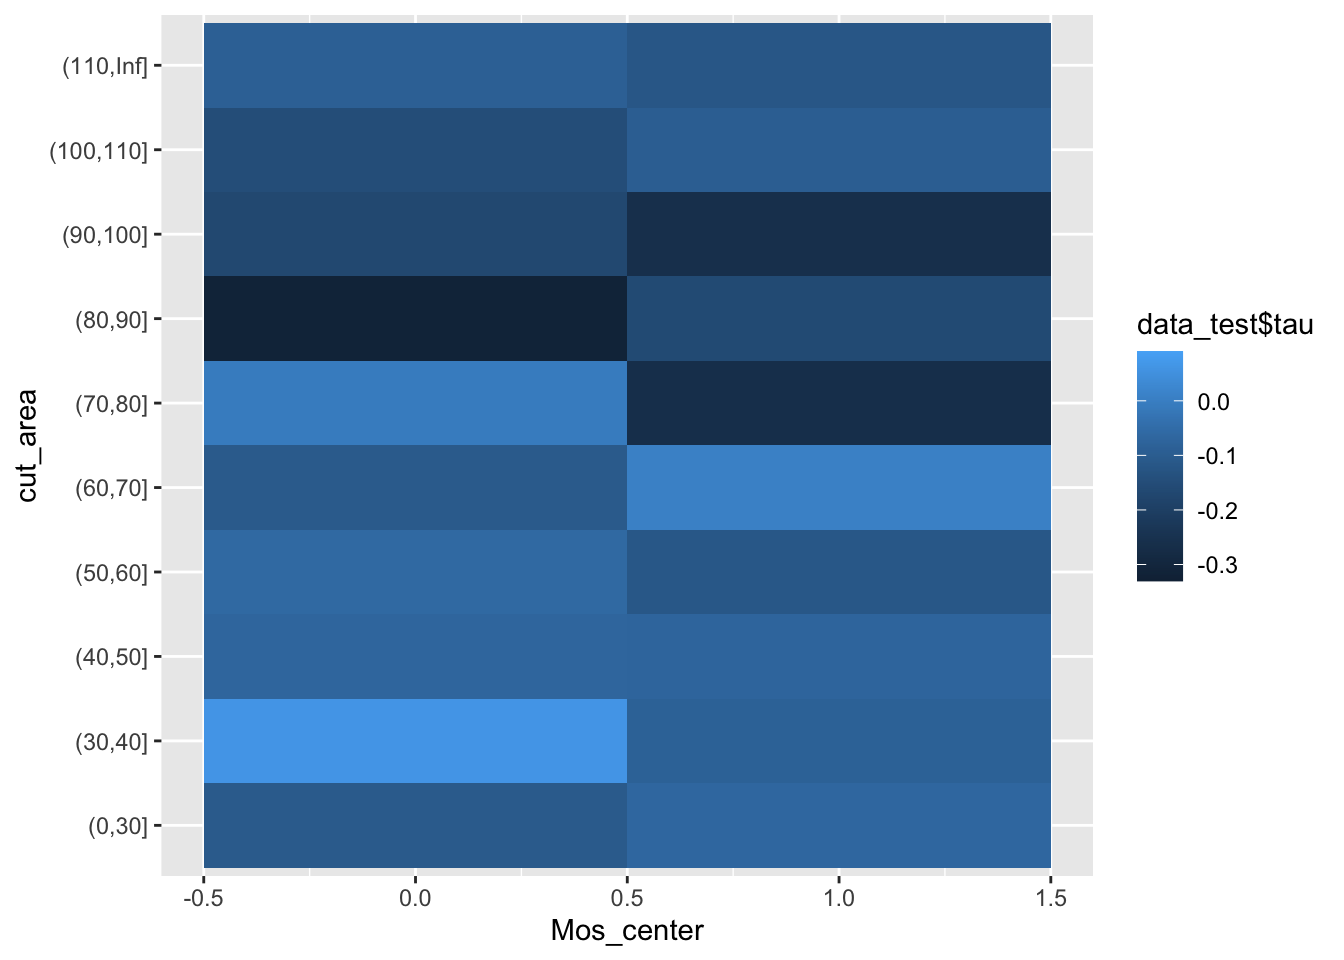 (110,Inf]
(100,110]
(90,100]
(80,90]
(70,80]
(60,70]
(50,60]
(40,50]
(30,40]
(0,30]
cut_area
-0.5 0.0 0.5 1.0 1.5
Mos_center
data_test$tau
0.0
-0.1
-0.2
-0.3